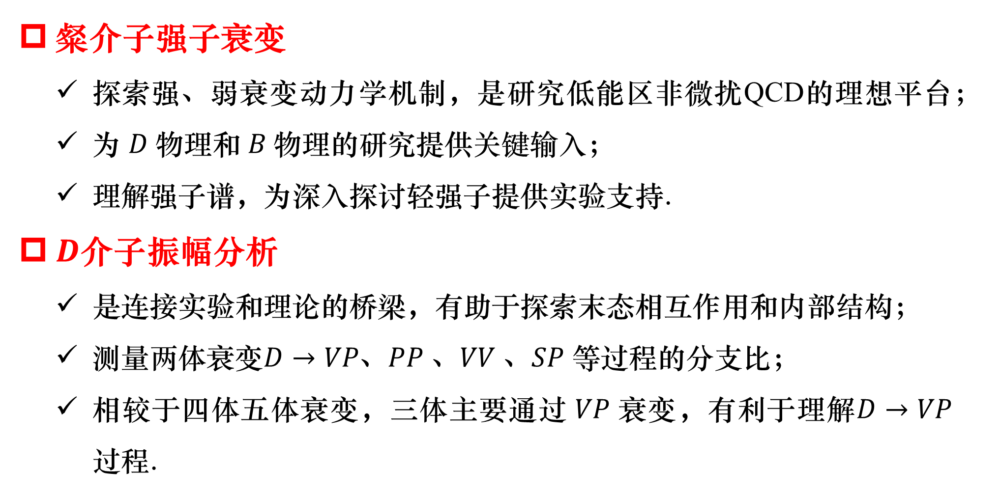 粲介子强子衰变
✓ 探索强、弱衰变动力学机制，是研究低能区非微扰QCD的理想平台；
✓ 为 D 物理和 B 物理的研究提供关键输入；
✓ 理解强子谱，为深入探讨轻强子提供实验支持.
D介子振幅分析
✓ 是连接实验和理论的桥梁，有助于探索末态相互作用和内部结构；
✓ 测量两体衰变D → VP、PP 、VV 、SP 等过程的分支比；
✓ 相较于四体五体衰变，三体主要通过 VP 衰变，有利于理解D → VP
过程.